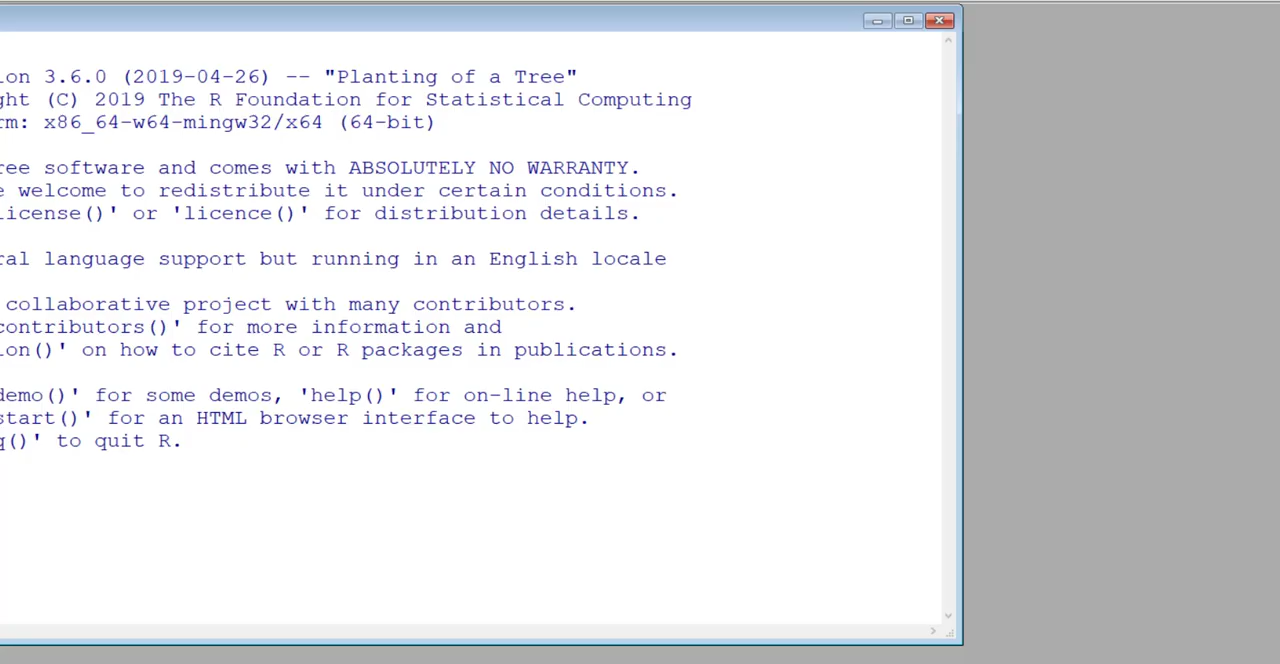 ion 3.6.0 (2019-04-26) -- "Planting of a Tree"
ght (C) 2019 The R Foundation for Statistical Computing
rm: x86_64-w64-mingw32/x64 (64-bit)
ree software and comes with ABSOLUTELY NO WARRANTY.
e welcome to redistribute it under certain conditions.
license()' or 'licence()' for distribution details.
ral language support but running in an English locale
collaborative project with many contributors.
contributors()' for more information and
ion()' on how to cite R or R packages in publications.
demo()' for some demos, 'help()' for on-line help, or
start()' for an HTML browser interface to help.
q()' to quit R.